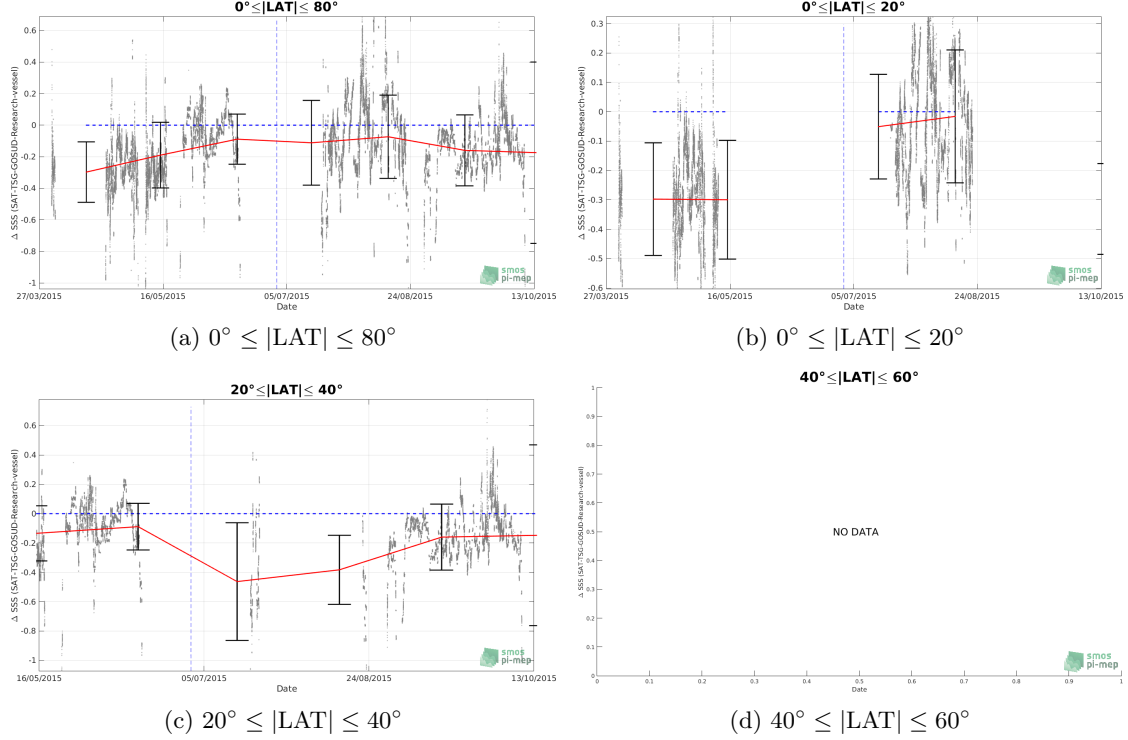 0°≤|LAT|≤ 80°
Δ SSS (SAT-TSG-GOSUD-Research-vessel)
0.6
0.4
0.2
0
-0.2
-0.4
-0.6
-0.8
-1
27/03/2015 16/05/2015 05/07/2015 24/08/2015 13/10/2015
Date
smos
pi-mep
(a) 0° ≤ |LAT| ≤ 80°
0°≤|LAT|≤ 20°
Δ SSS (SAT-TSG-GOSUD-Research-vessel)
0.3
0.2
0.1
0
-0.1
-0.2
-0.3
-0.4
-0.5
-0.6
27/03/2015 16/05/2015 05/07/2015 24/08/2015 13/10/2015
Date
smos
pi-mep
(b) 0° ≤ |LAT| ≤ 20°
20°≤|LAT|≤ 40°
Δ SSS (SAT-TSG-GOSUD-Research-vessel)
0.6
0.4
0.2
0
-0.2
-0.4
-0.6
-0.8
-1
16/05/2015 05/07/2015 24/08/2015 13/10/2015
Date
smos
pi-mep
(c) 20° ≤ |LAT| ≤ 40°
40°≤|LAT|≤ 60°
Δ SSS (SAT-TSG-GOSUD-Research-vessel)
1
0.9
0.8
0.7
0.6
0.5
0.4
0.3
0.2
0.1
0
NO DATA
0 0.1 0.2 0.3 0.4 0.5 0.6 0.7 0.8 0.9 1
Date
smos
pi-mep
(d) 40° ≤ |LAT| ≤ 60°